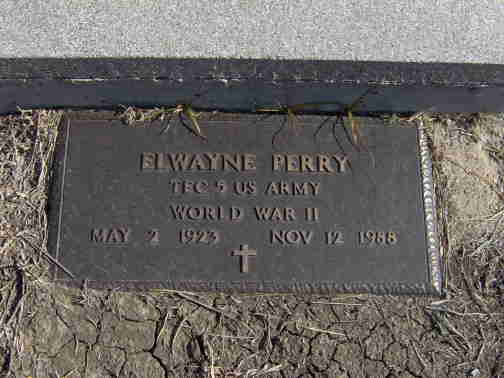 ELWAYNE PERRY
TEC 5 US ARMY
WORLD WAR II
MAY 2 1923 NOV 12 1988